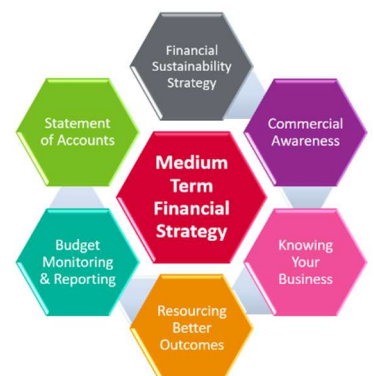 Financial
Sustainability
Strategy
Commercial
Awareness
Knowing
Your
Business
Resourcing
Better
Outcomes
Budget
Monitoring
& Reporting
Statement
of Accounts
Medium
Term
Financial
Strategy